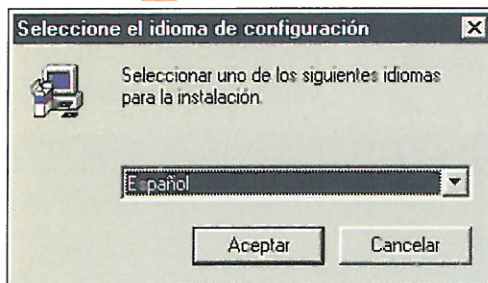 Seleccione el idioma de configuración
Seleccionar uno de los siguientes idiomas
para la instalación.
Español
Aceptar
Cancelar